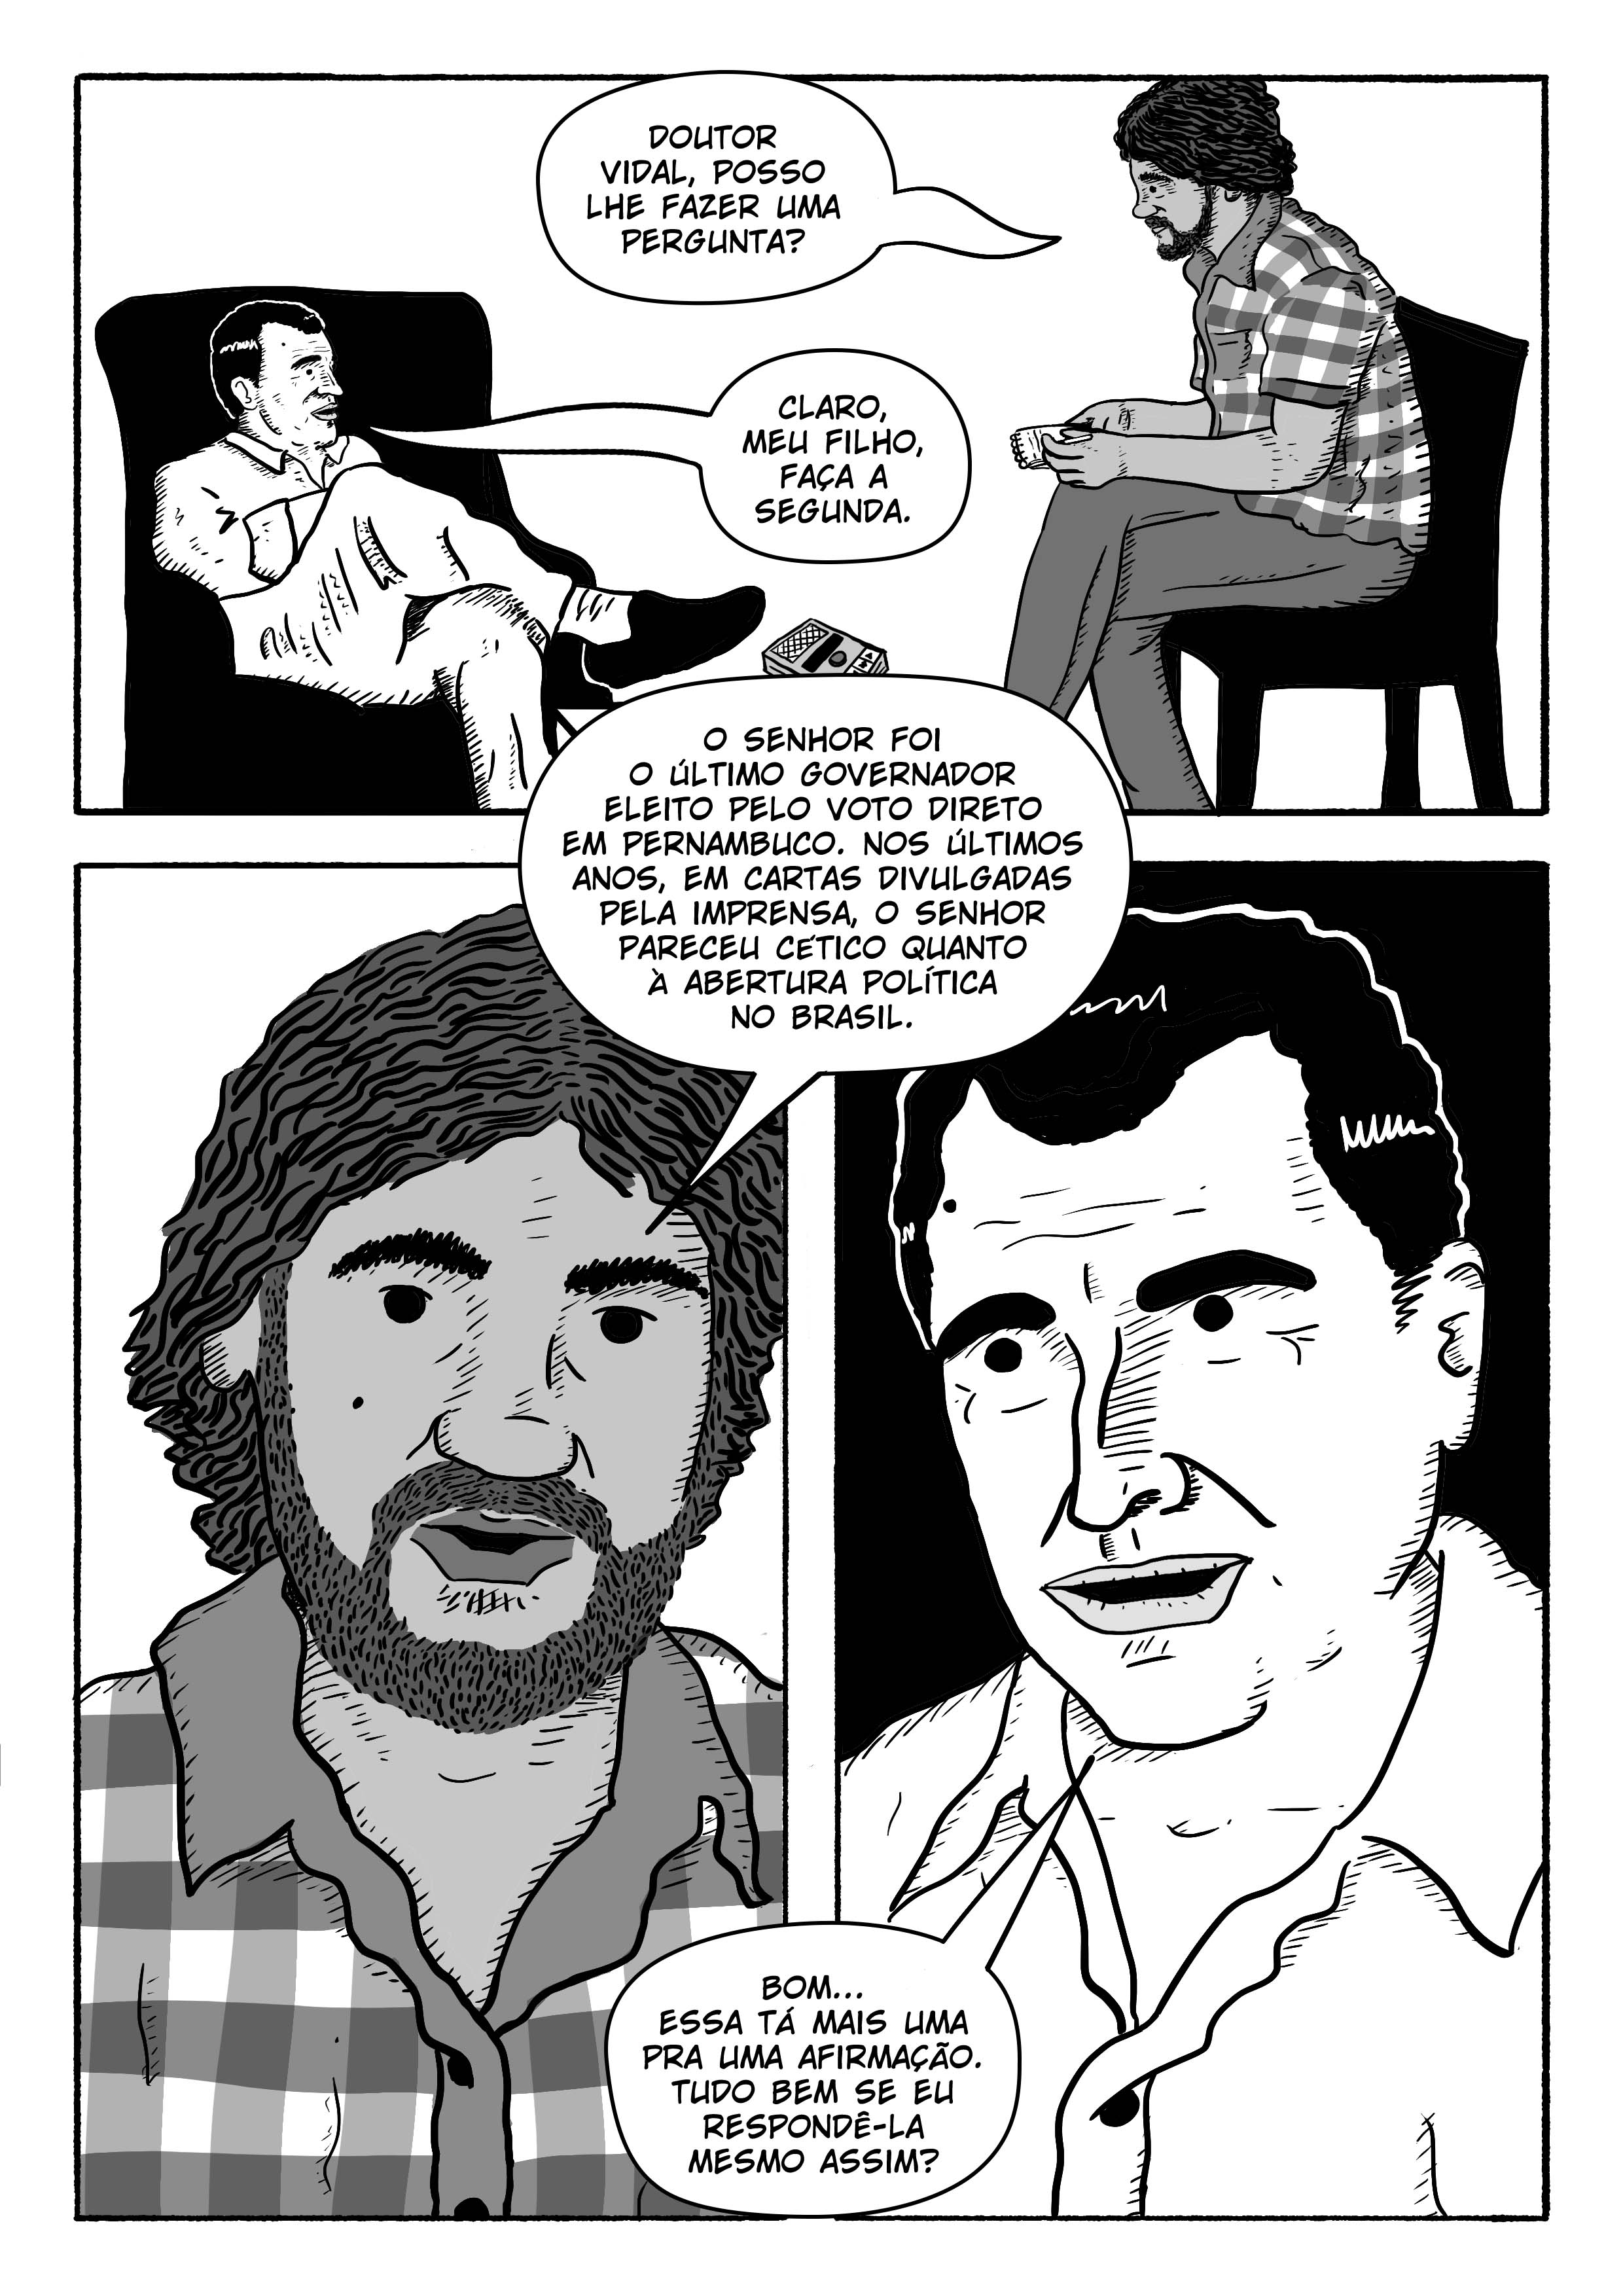 DOUTOR
VIDAL, POSSO
LHE FAZER UMA
PERGUNTA?
CLARO,
MEU FILHO,
FAÇA A
SEGUNDA.
O SENHOR FOI
O ÚLTIMO GOVERNADOR
ELEITO PELO VOTO DIRETO
EM PERNAMBUCO. NOS ÚLTIMOS
ANOS, EM CARTAS DIVULGADAS
PELA IMPRENSA, O SENHOR
PARECEU CÉTICO QUANTO
À ABERTURA POLÍTICA
NO BRASIL.
BOM...
ESSA TÁ MAIS UMA
PRA UMA AFIRMAÇÃO.
TUDO BEM SE EU
RESPONDÊ-LA
MESMO ASSIM?